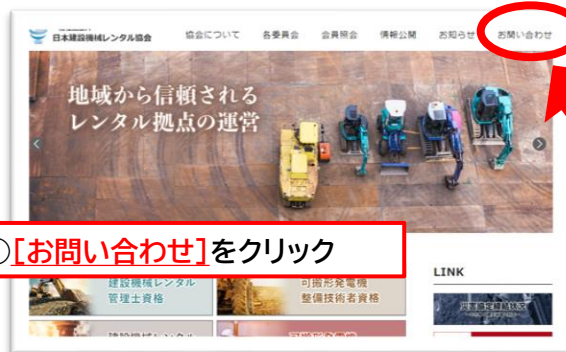 日本建設機械レンタル協会
協会について 各委員会 会員照会 情報公開 お知らせ お問い合わせ
地域から信頼される
レンタル拠点の運営
[お問い合わせ]をクリック
建設機械レンタル
管理士資格
可搬形発電機
整備技術者資格
LINK